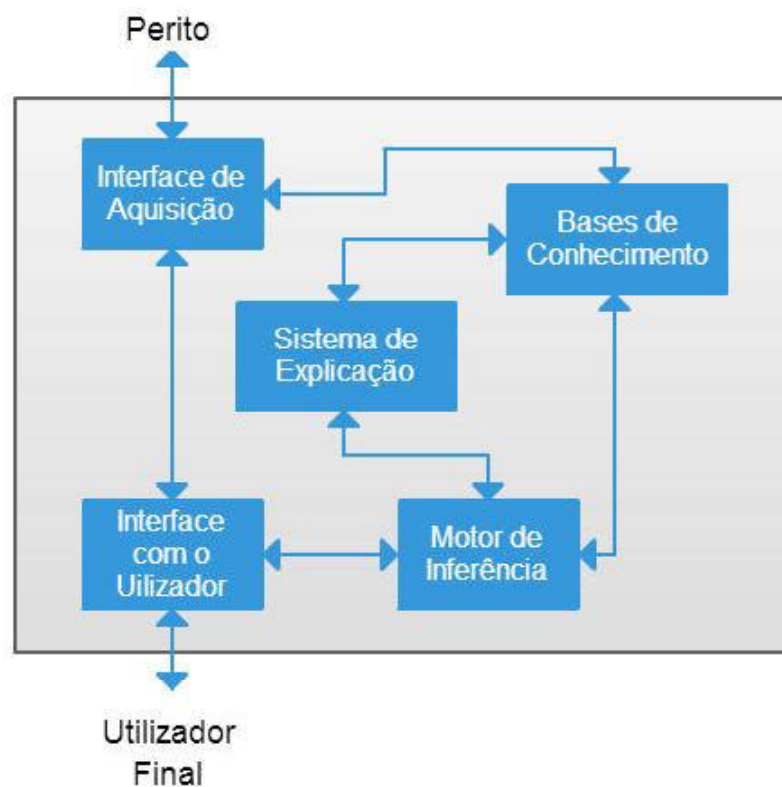 Perito
Interface de
Aquisição
Bases de
Conhecimento
Sistema de
Explicação
Interface
com o
Uilizador
Motor de
Inferência
Utilizador
Final